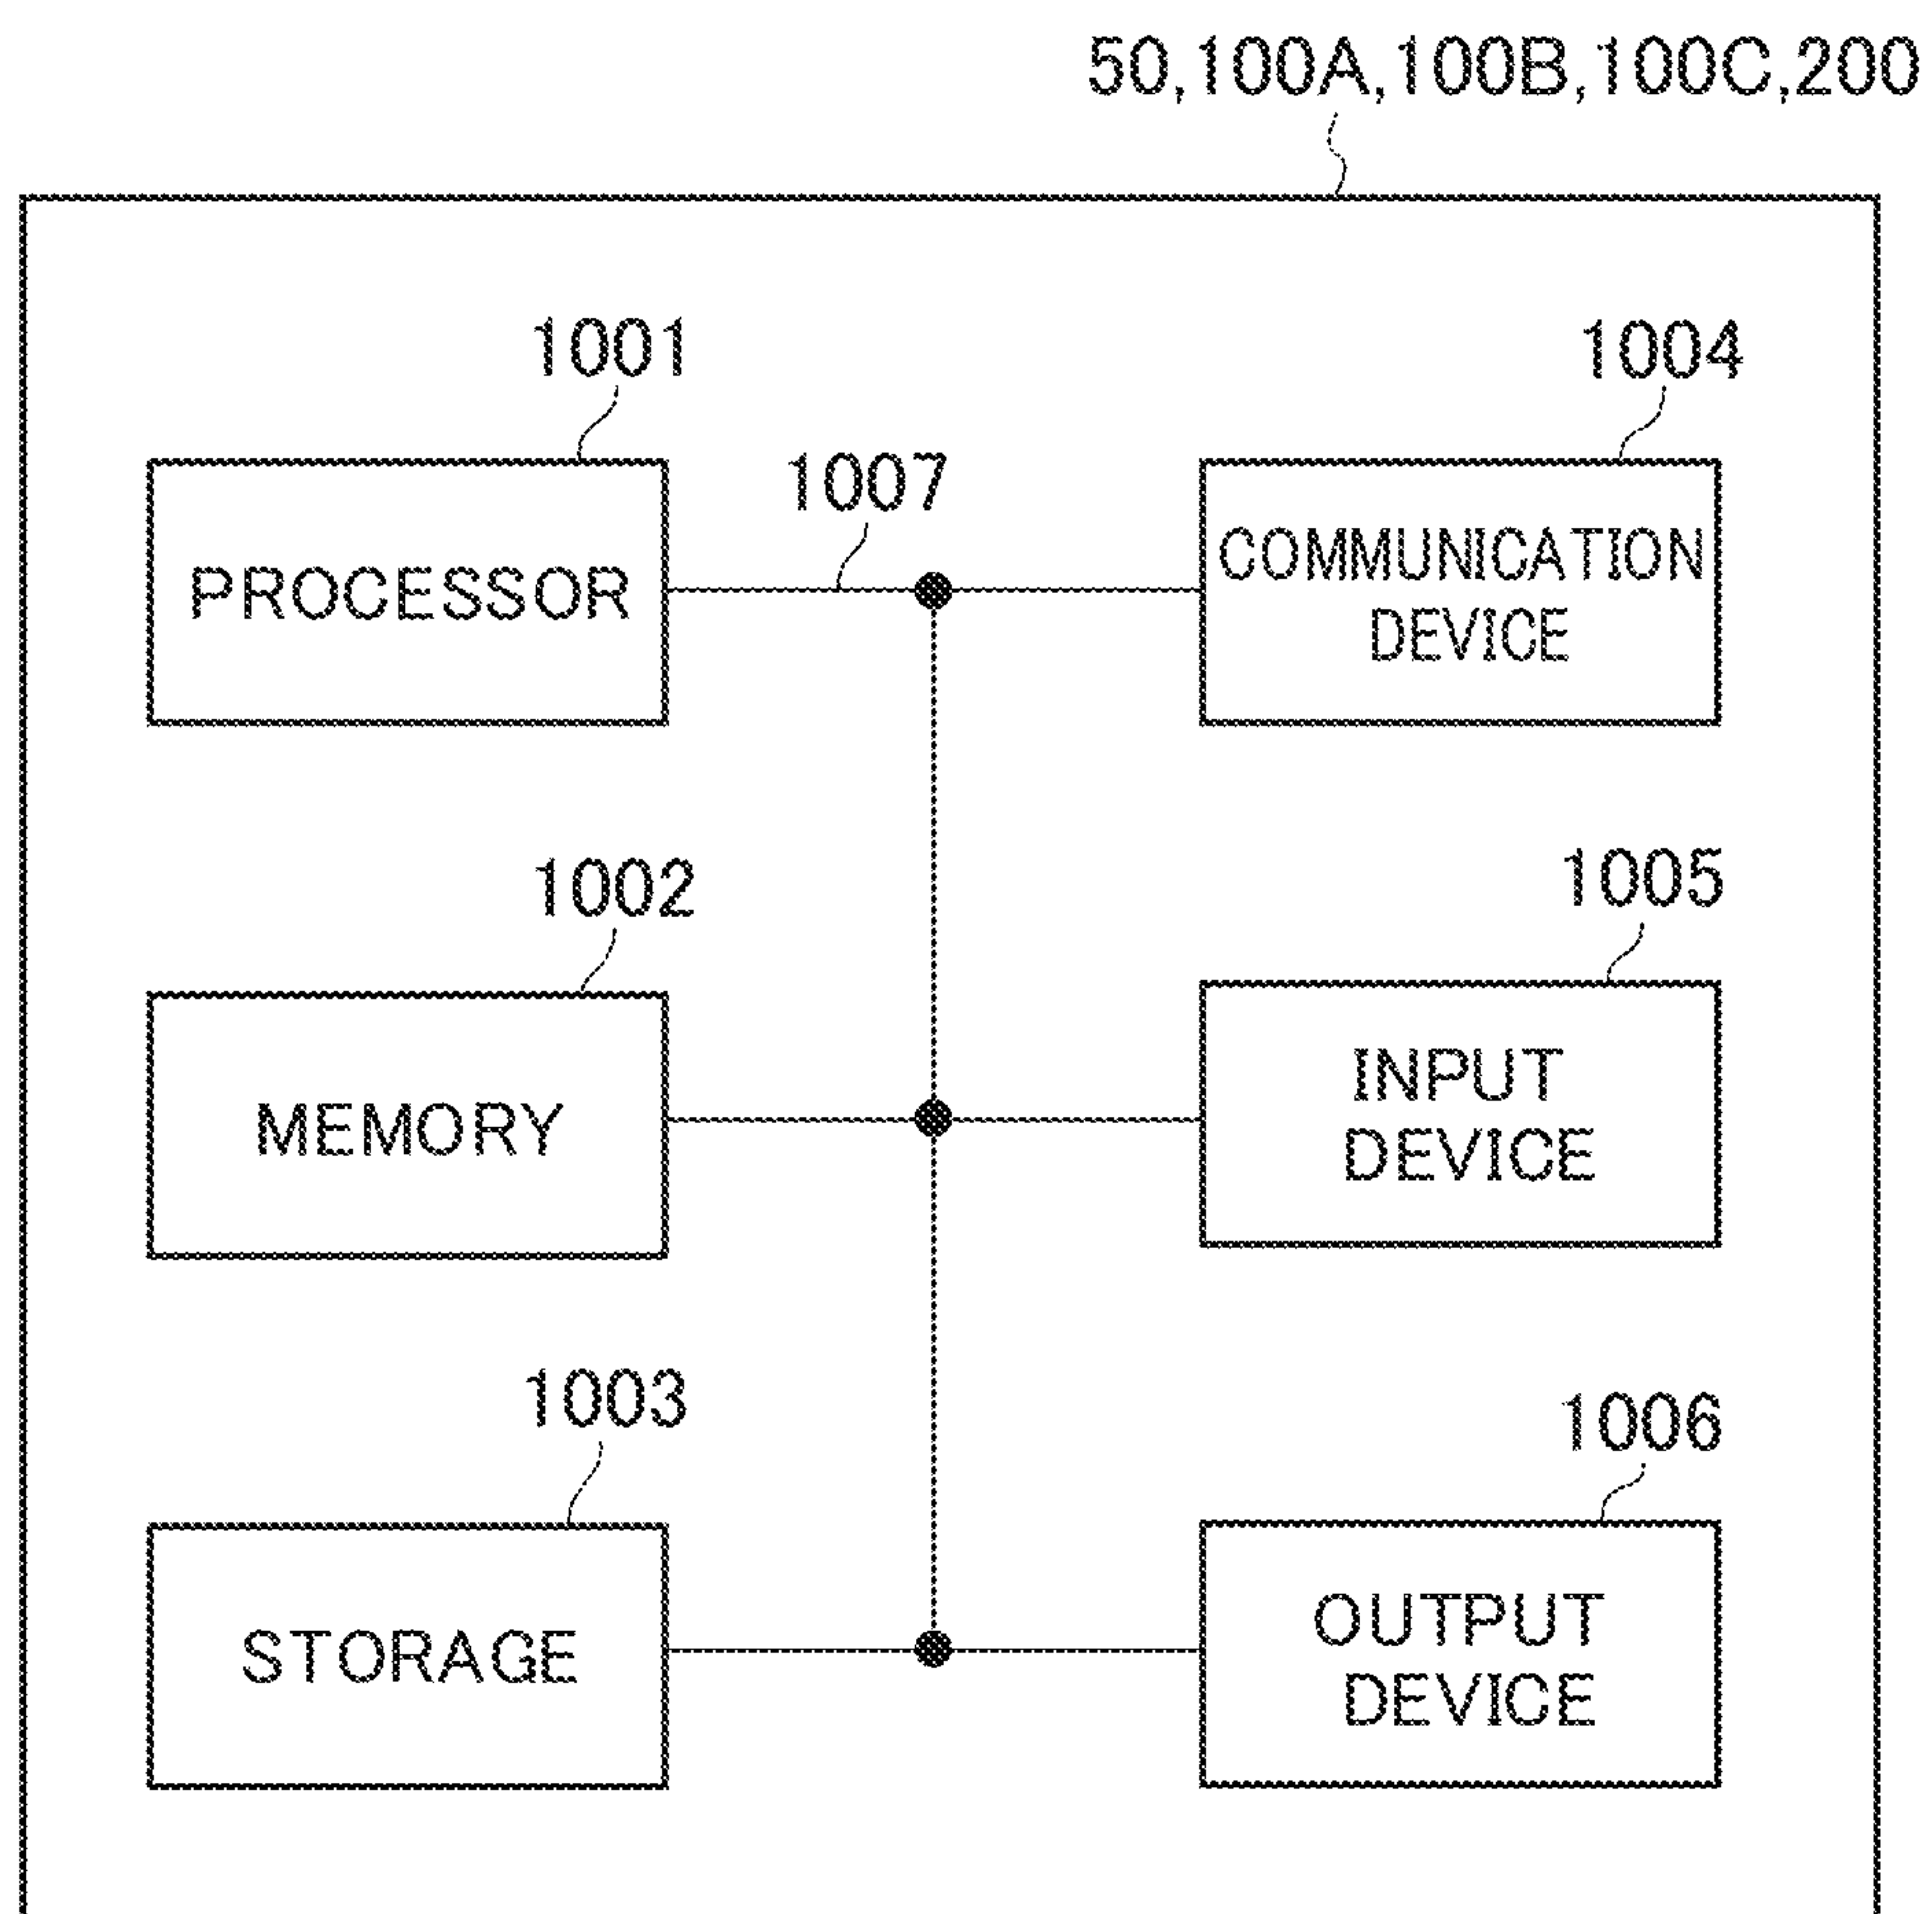 50,100A,100B,100C,200
1001
1004
1007
PROCESSOR
COMMUNICATION
DEVICE
1002
1005
MEMORY
INPUT
DEVICE
1003
1006
STORAGE
OUTPUT
DEVICE